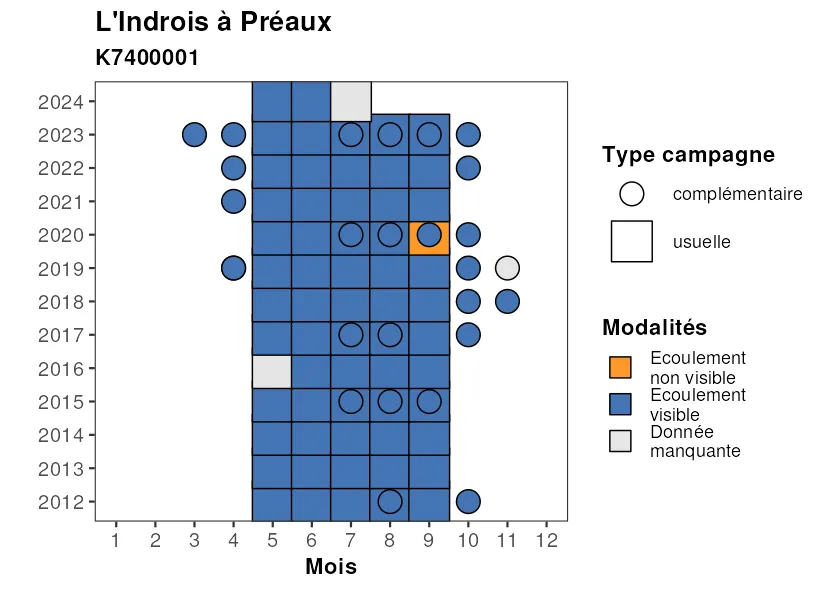 L'Indrois à Préaux
K7400001
2024
2023
2022
2021
2020
2019
2018
2017
2016
2015
2014
2013
2012
1 2 3 4 5 6 7 8 9 10 11 12
Mois
Type campagne
complémentaire
usuelle
Modalités
Ecoulement
non visible
Ecoulement
visible
Donnée
manquante